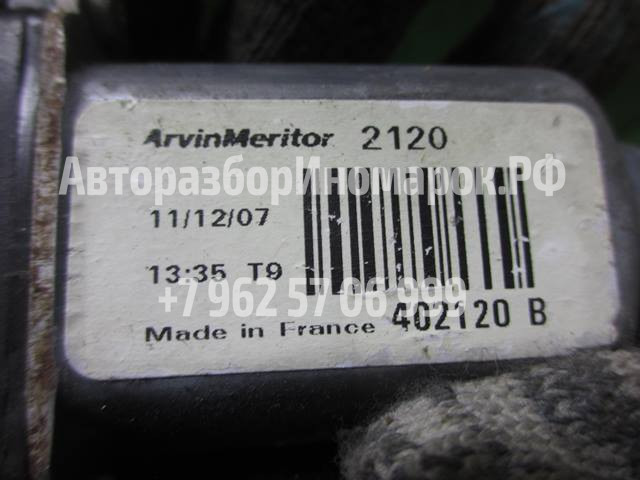 ArvinMeritor 2120
АвторазборИномарок.РФ
11/12/07
13:35 T9
+7 962 57 06 999
Made in France 402120 B